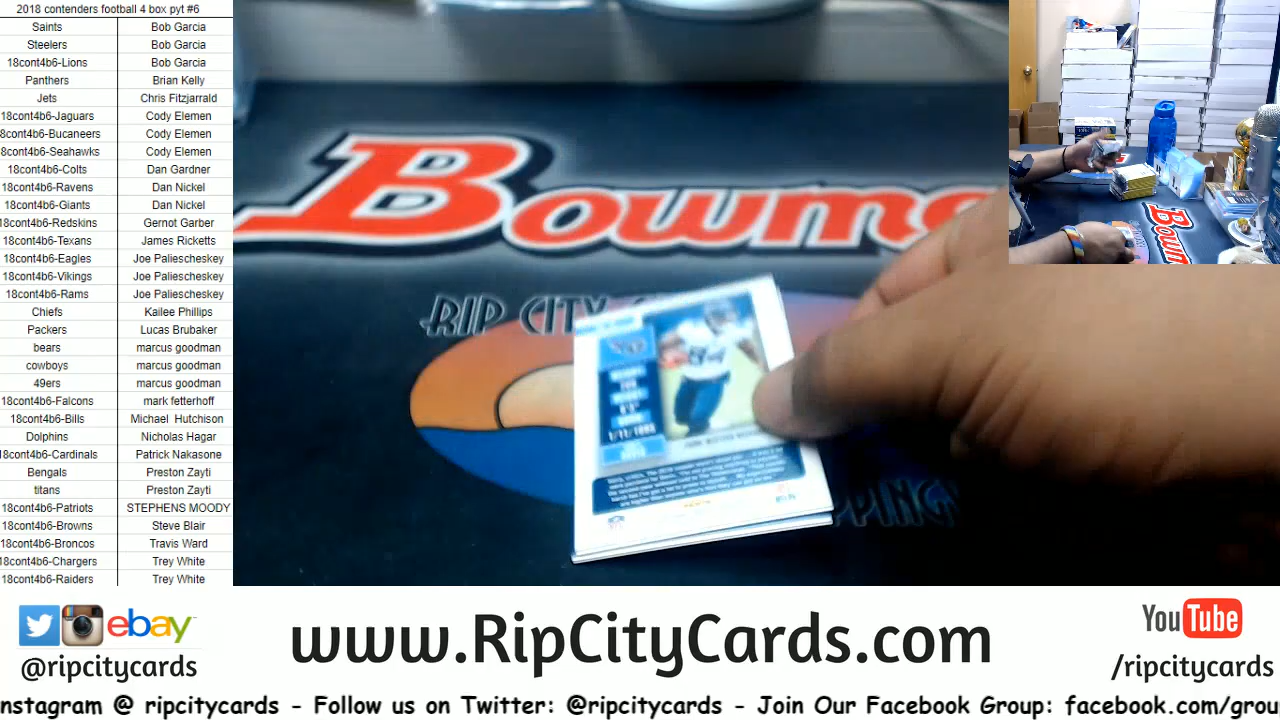 2018 contenders football 4 box pyt #6
Saints Bob Garcia
Steelers Bob Garcia
18cont4b6-Lions Bob Garcia
Panthers Brian Kelly
Jets Chris Fitzjarrald
18cont4b6-Jaguars Cody Elemen
8cont4b6-Bucaneers Cody Elemen
8cont4b6-Seahawks Cody Elemen
18cont4b6-Colts Dan Gardner
18cont4b6-Ravens Dan Nickel
18cont4b6-Giants Dan Nickel
8cont4b6-Redskins Gernot Garber
18cont4b6-Texans James Ricketts
18cont4b6-Eagles Joe Paliescheskey
18cont4b6-Vikings Joe Paliescheskey
18cont4b6-Rams Joe Paliescheskey
Chiefs Kailee Phillips
Packers Lucas Brubaker
bears marcus goodman
cowboys marcus goodman
49ers marcus goodman
18cont4b6-Falcons mark fetterhoff
18cont4b6-Bills Michael Hutchison
Dolphins Nicholas Hagar
18cont4b6-Cardinals Patrick Nakasone
Bengals Preston Zayti
titans Preston Zayti
18cont4b6-Patriots STEPHENS MOODY
18cont4b6-Browns Steve Blair
18cont4b6-Broncos Travis Ward
18cont4b6-Chargers Trey White
18cont4b6-Raiders Trey White
Bowma
RIP CITY
PPING
Bowm
ebay
@ripcitycards
www.RipCityCards.com
YouTube
/ripcitycards
nstagram @ ripcitycards - Follow us on Twitter: @ripcitycards - Join Our Facebook Group: facebook.com/grou